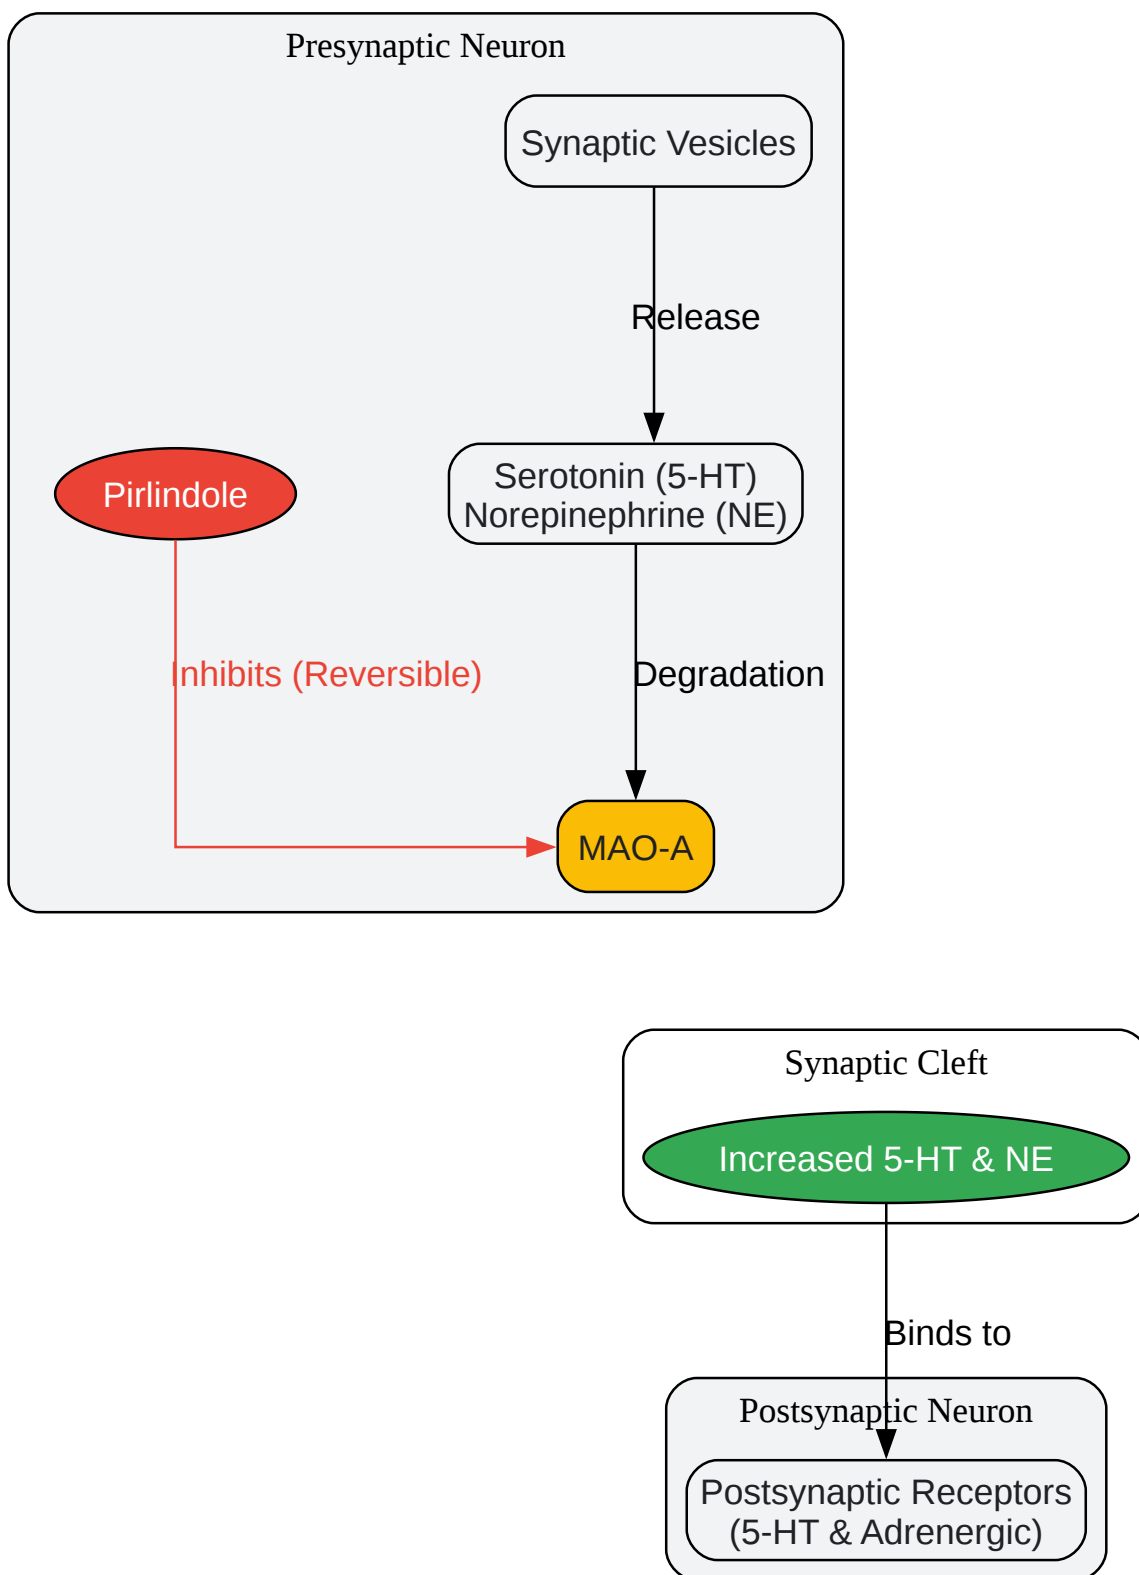 Presynaptic Neuron
Synaptic Vesicles
Release
Serotonin (5-HT)
Norepinephrine (NE)
Pirlindole
Inhibits (Reversible)
Degradation
MAO-A
Synaptic Cleft
Increased 5-HT & NE
Binds to
Postsynaptic Neuron
Postsynaptic Receptors
(5-HT & Adrenergic)